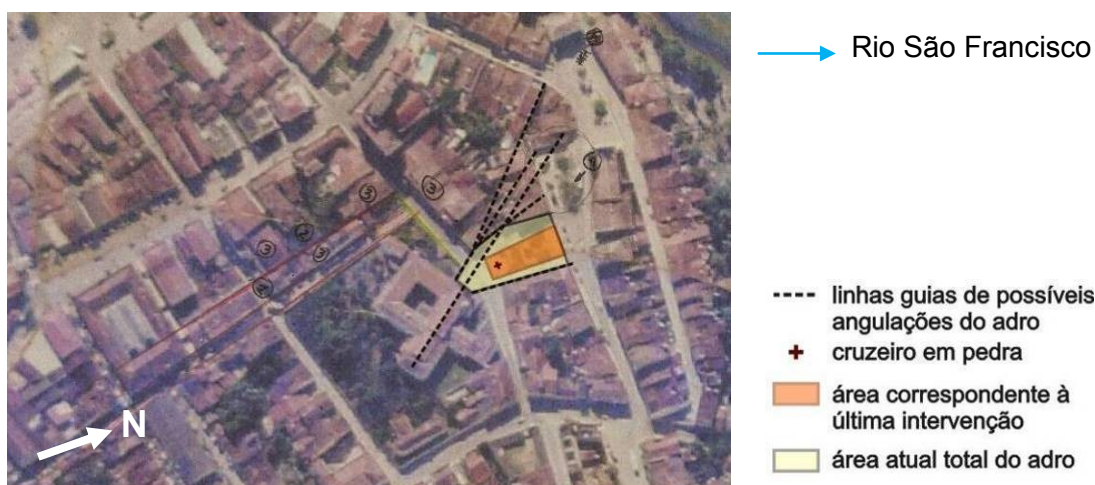 Rio São Francisco
N
linhas guias de possíveis
angulações do adro
cruzeiro em pedra
área correspondente à
última intervenção
área atual total do adro